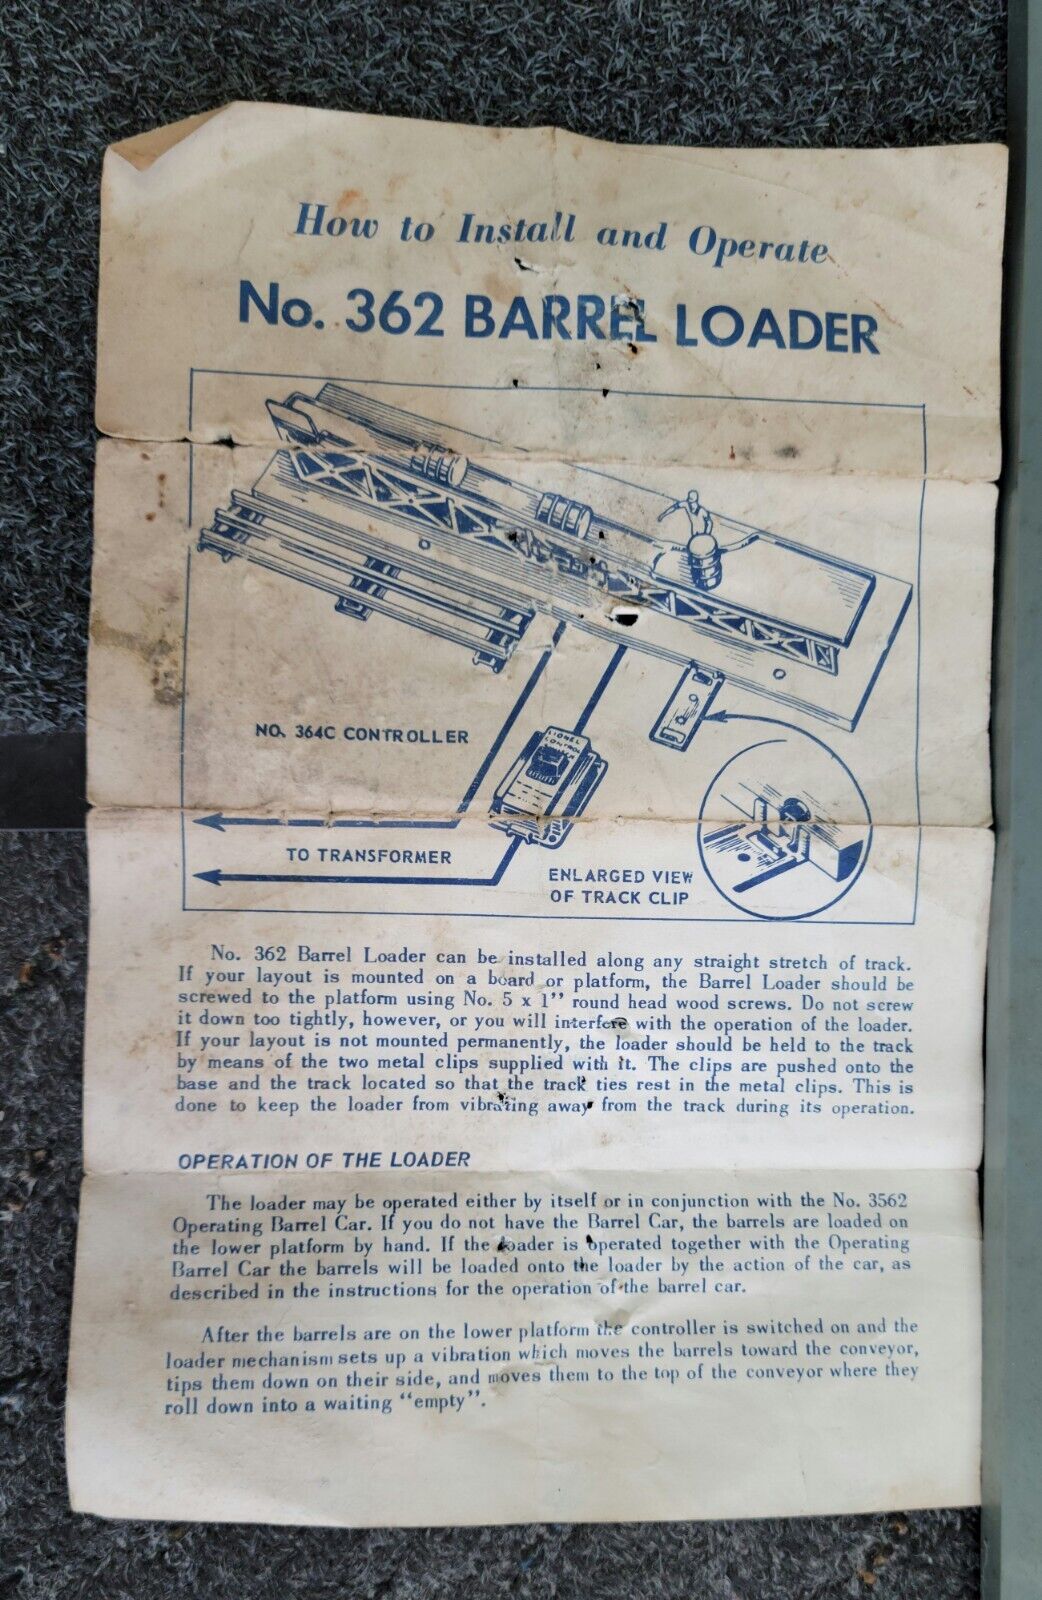 How to Install and Operate
No. 362 BARREL LOADER
NO. 364C CONTROLLER
LIONEL
CONTROL
TO TRANSFORMER
ENLARGED VIEW
OF TRACK CLIP
No. 362 Barrel Loader can be installed along any straight stretch of track.
If your layout is mounted on a board or platform, the Barrel Loader should be
screwed to the platform using No. 5 x 1” round head wood screws. Do not screw
it down too tightly, however, or you will interfere with the operation of the loader.
If your layout is not mounted permanently, the loader should be held to the track
by means of the two metal clips supplied with it. The clips are pushed onto the
base and the track located so that the track ties rest in the metal clips. This is
done to keep the loader from vibrating away from the track during its operation.
OPERATION OF THE LOADER
The loader may be operated either by itself or in conjunction with the No. 3562
Operating Barrel Car. If you do not have the Barrel Car, the barrels are loaded on
the lower platform by hand. If the loader is operated together with the Operating
Barrel Car the barrels will be loaded onto the loader by the action of the car, as
described in the instructions for the operation of the barrel car.
After the barrels are on the lower platform the controller is switched on and the
loader mechanism sets up a vibration which moves the barrels toward the conveyor,
tips them down on their side, and moves them to the top of the conveyor where they
roll down into a waiting “empty”.